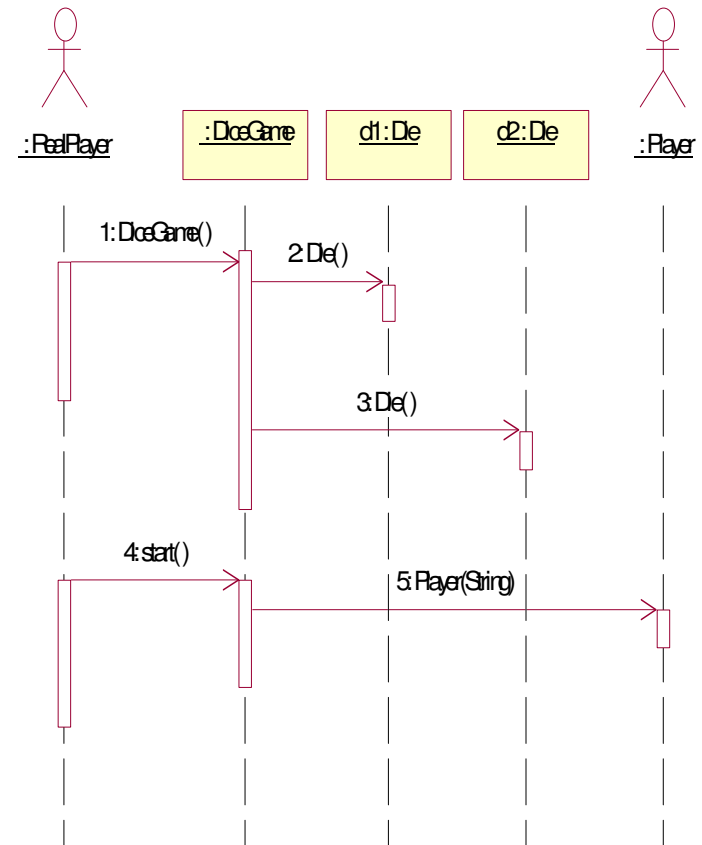 : RealPlayer
: DiceGame
d1 : Die
d2 : Die
: Player
1: DiceGame( )
2: Die( )
3: Die( )
4: start( )
5: Player(String)